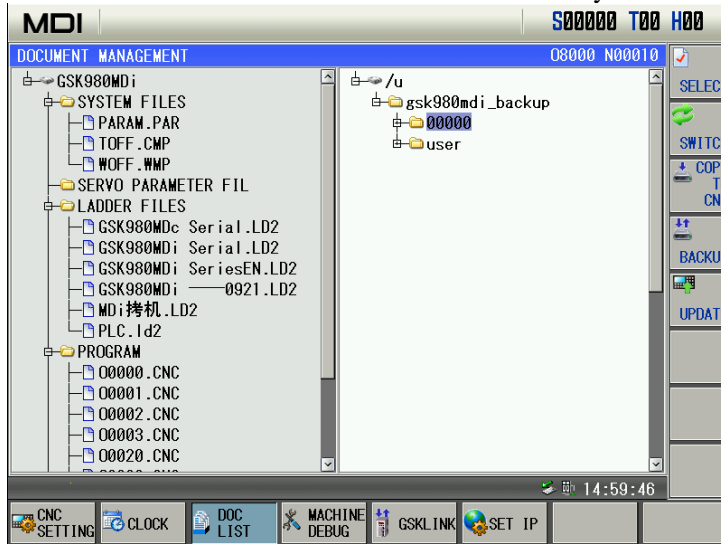 MDI
S00000 T00 H00
DOCUMENT MANAGEMENT
O8000 N00010
GSK980MDi
SYSTEM FILES
PARAM.PAR
TOFF.CMP
WOFF.WMP
SERVO PARAMETER FIL
LADDER FILES
GSK980MDc Serial.LD2
GSK980MDi Serial.LD2
GSK980MDi SeriesEN.LD2
GSK980MDi ——0921.LD2
MDi拷机.LD2
PLC.ld2
PROGRAM
O0000.CNC
O0001.CNC
O0002.CNC
O0003.CNC
O0020.CNC
/u
gsk980mdi_backup
00000
user
SELEC
SWITC
COP
T
CN
BACKU
UPDAT
14:59:46
CNC
SETTING
CLOCK
DOC
LIST
MACHINE
DEBUG
GSKLINK
SET IP